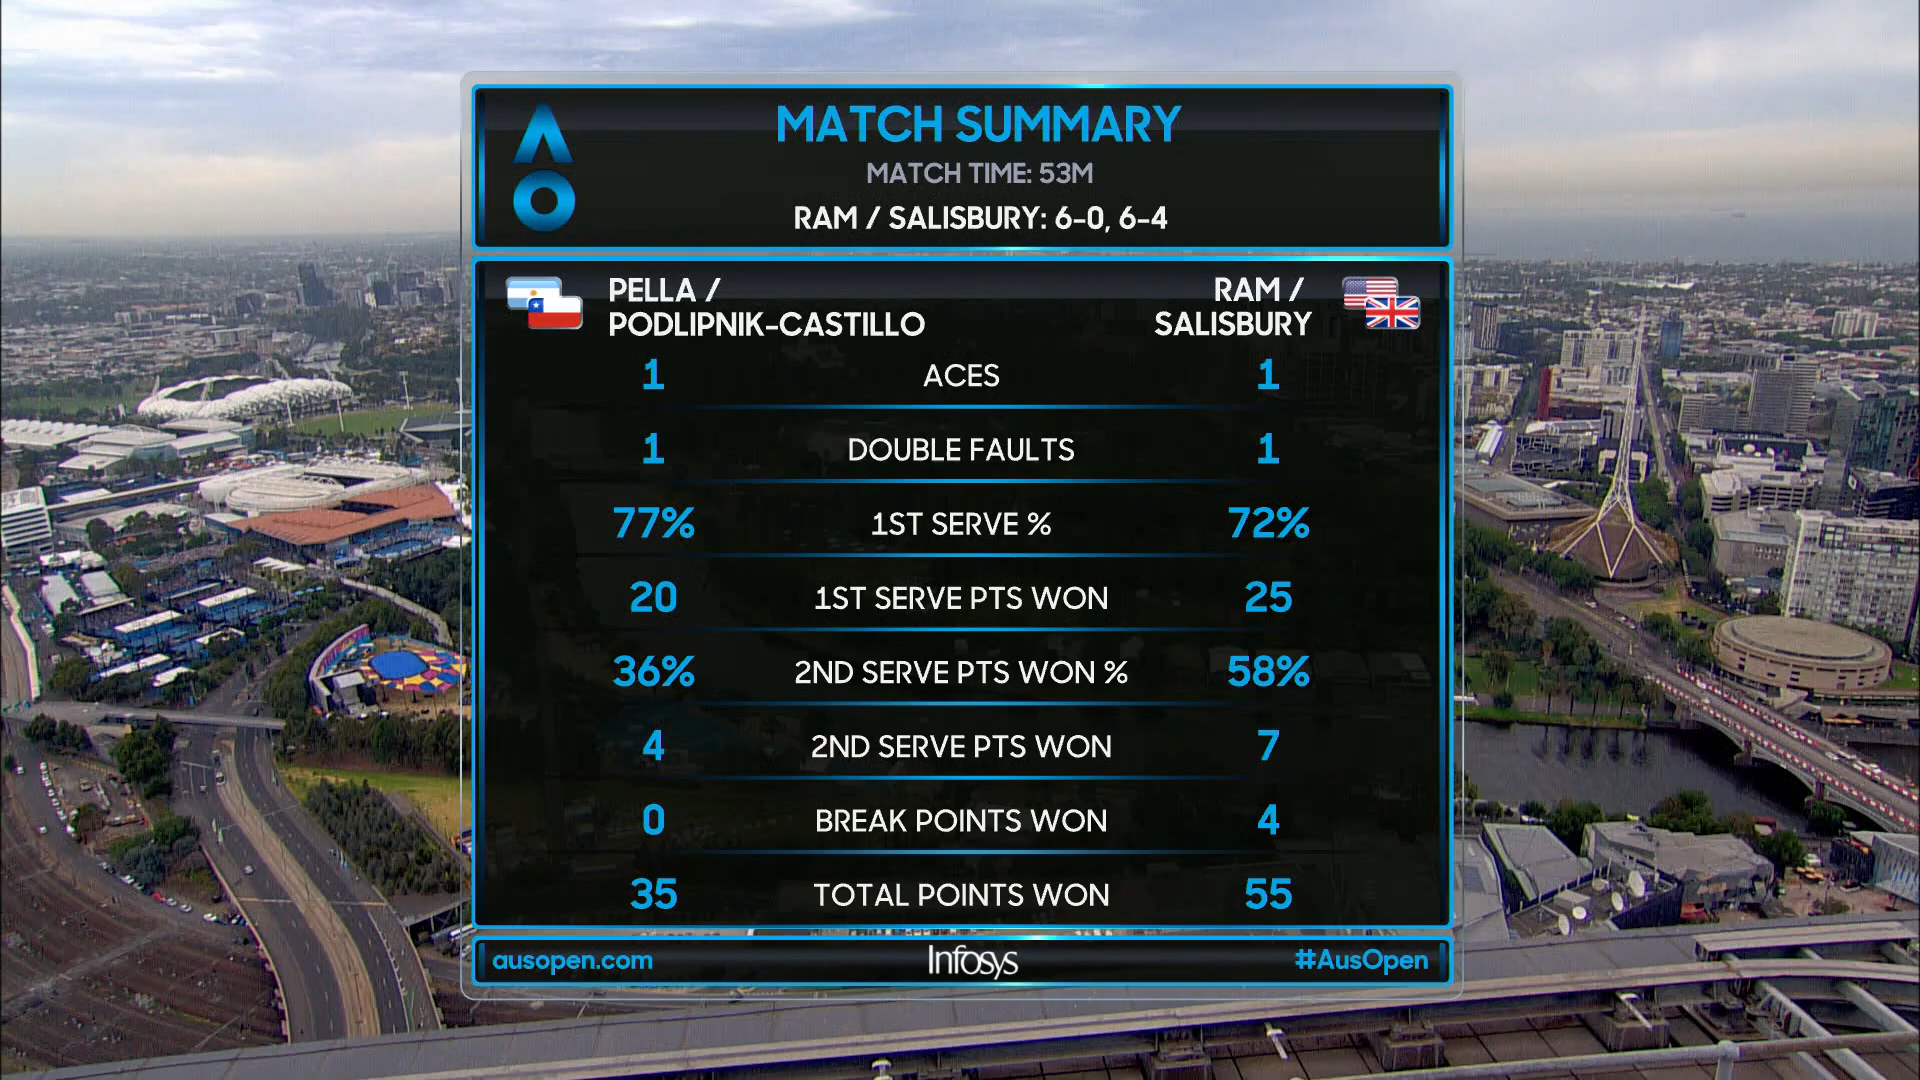 AO
MATCH SUMMARY
MATCH TIME: 53M
RAM / SALISBURY: 6-0, 6-4
PELLA / PODLIPNIK-CASTILLO
RAM / SALISBURY
1 ACES 1
1 DOUBLE FAULTS 1
77% 1ST SERVE % 72%
20 1ST SERVE PTS WON 25
36% 2ND SERVE PTS WON % 58%
4 2ND SERVE PTS WON 7
0 BREAK POINTS WON 4
35 TOTAL POINTS WON 55
ausopen.com Infosys #AusOpen